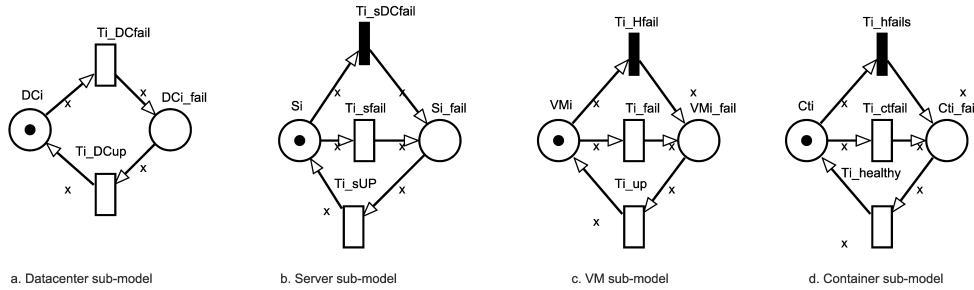 Ti_DCfail
DCi
x
x
DCi_fail
Ti_DCup
x
x
a. Datacenter sub-model
Ti_sDCfail
Si
x
x
Ti_sfail
Si_fail
x
x
Ti_sUP
x
x
b. Server sub-model
Ti_Hfail
VMi
x
x
Ti_fail
VMi_fail
x
x
Ti_up
x
x
c. VM sub-model
Ti_hfails
Cti
x
x
Ti_ctfail
Cti_fai
x
x
Ti_healthy
x
x
d. Container sub-model